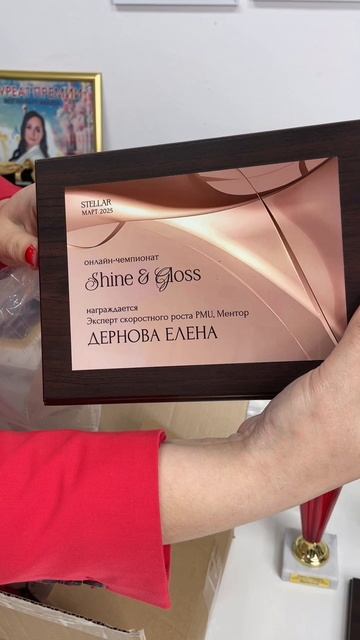 STELLAR
МАРТ 2025
онлайн-чемпионат
Shine & Gloss
награждается
Эксперт скоростного роста PMU, Ментор
ДЕРНОВА ЕЛЕНА